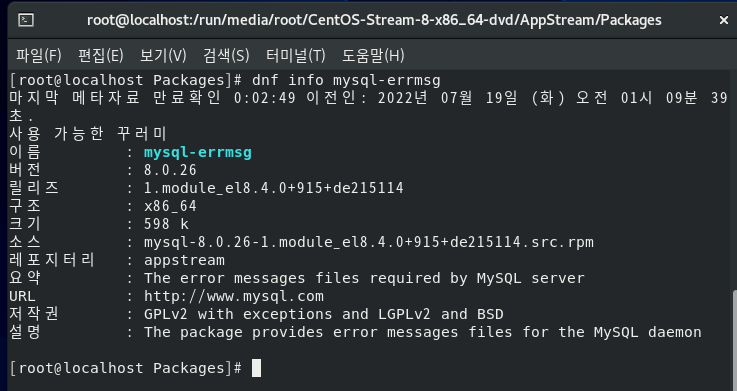 root@localhost:/run/media/root/CentOS-Stream-8-x86_64-dvd/AppStream/Packages
파일(F) 편집(E) 보기(V) 검색(S) 터미널(T) 도움말(H)
[root@localhost Packages]# dnf info mysql-errmsg
마지막 메타자료 만료확인 0:02:49 이전인: 2022년 07월 19일 (화) 오전 01시 09분 39
초.
사용 가능한 꾸러미
이름 : mysql-errmsg
버전 : 8.0.26
릴리즈 : 1.module_el8.4.0+915+de215114
구조 : x86_64
크기 : 598 k
소스 : mysql-8.0.26-1.module_el8.4.0+915+de215114.src.rpm
레포지터리 : appstream
요약 : The error messages files required by MySQL server
URL : http://www.mysql.com
저작권 : GPLv2 with exceptions and LGPLv2 and BSD
설명 : The package provides error messages files for the MySQL daemon
[root@localhost Packages]#